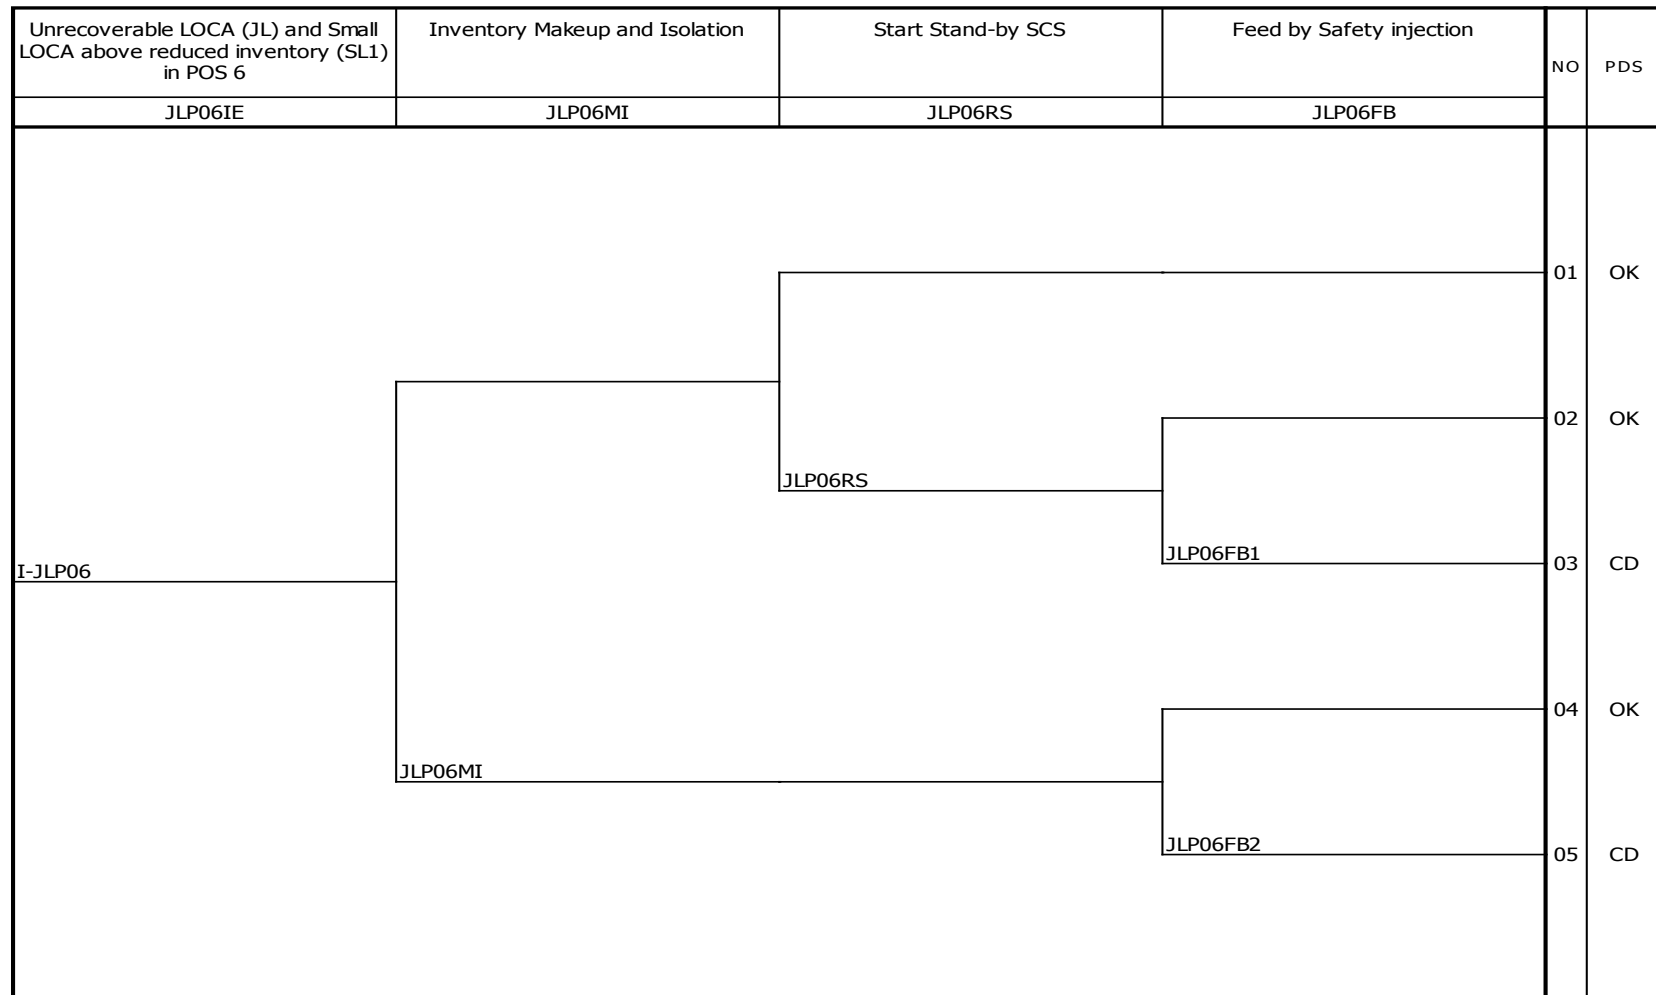 Unrecoverable LOCA (JL) and Small
LOCA above reduced inventory (SL1)
in POS 6
Inventory Makeup and Isolation
Start Stand-by SCS
Feed by Safety injection
NO
PDS
JLP06IE
JLP06MI
JLP06RS
JLP06FB
01
OK
02
OK
JLP06RS
JLP06FB1
03
CD
I-JLP06
04
OK
JLP06MI
JLP06FB2
05
CD